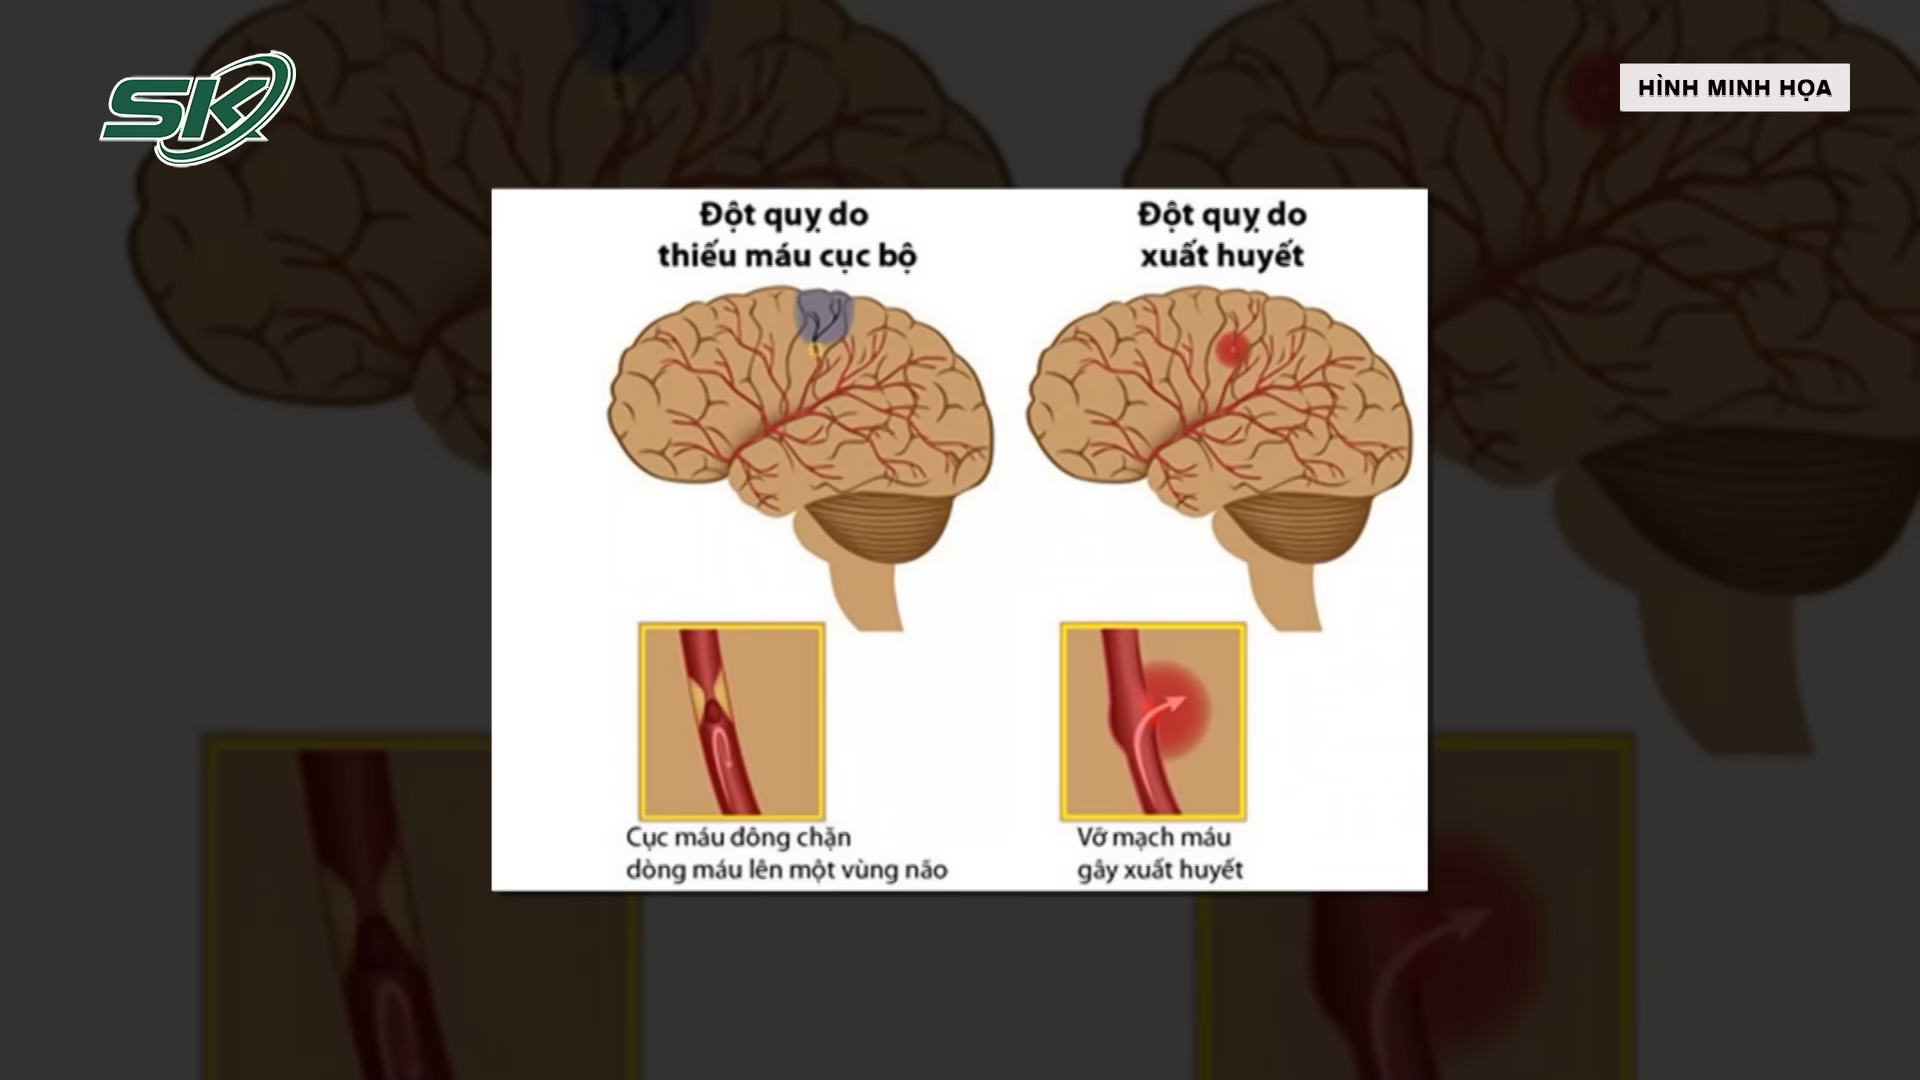 SK
HÌNH MINH HỌA
Đột quỵ do
thiếu máu cục bộ
Đột quỵ do
xuất huyết
Cục máu đông chặn
dòng máu lên một vùng não
Vỡ mạch máu
gây xuất huyết